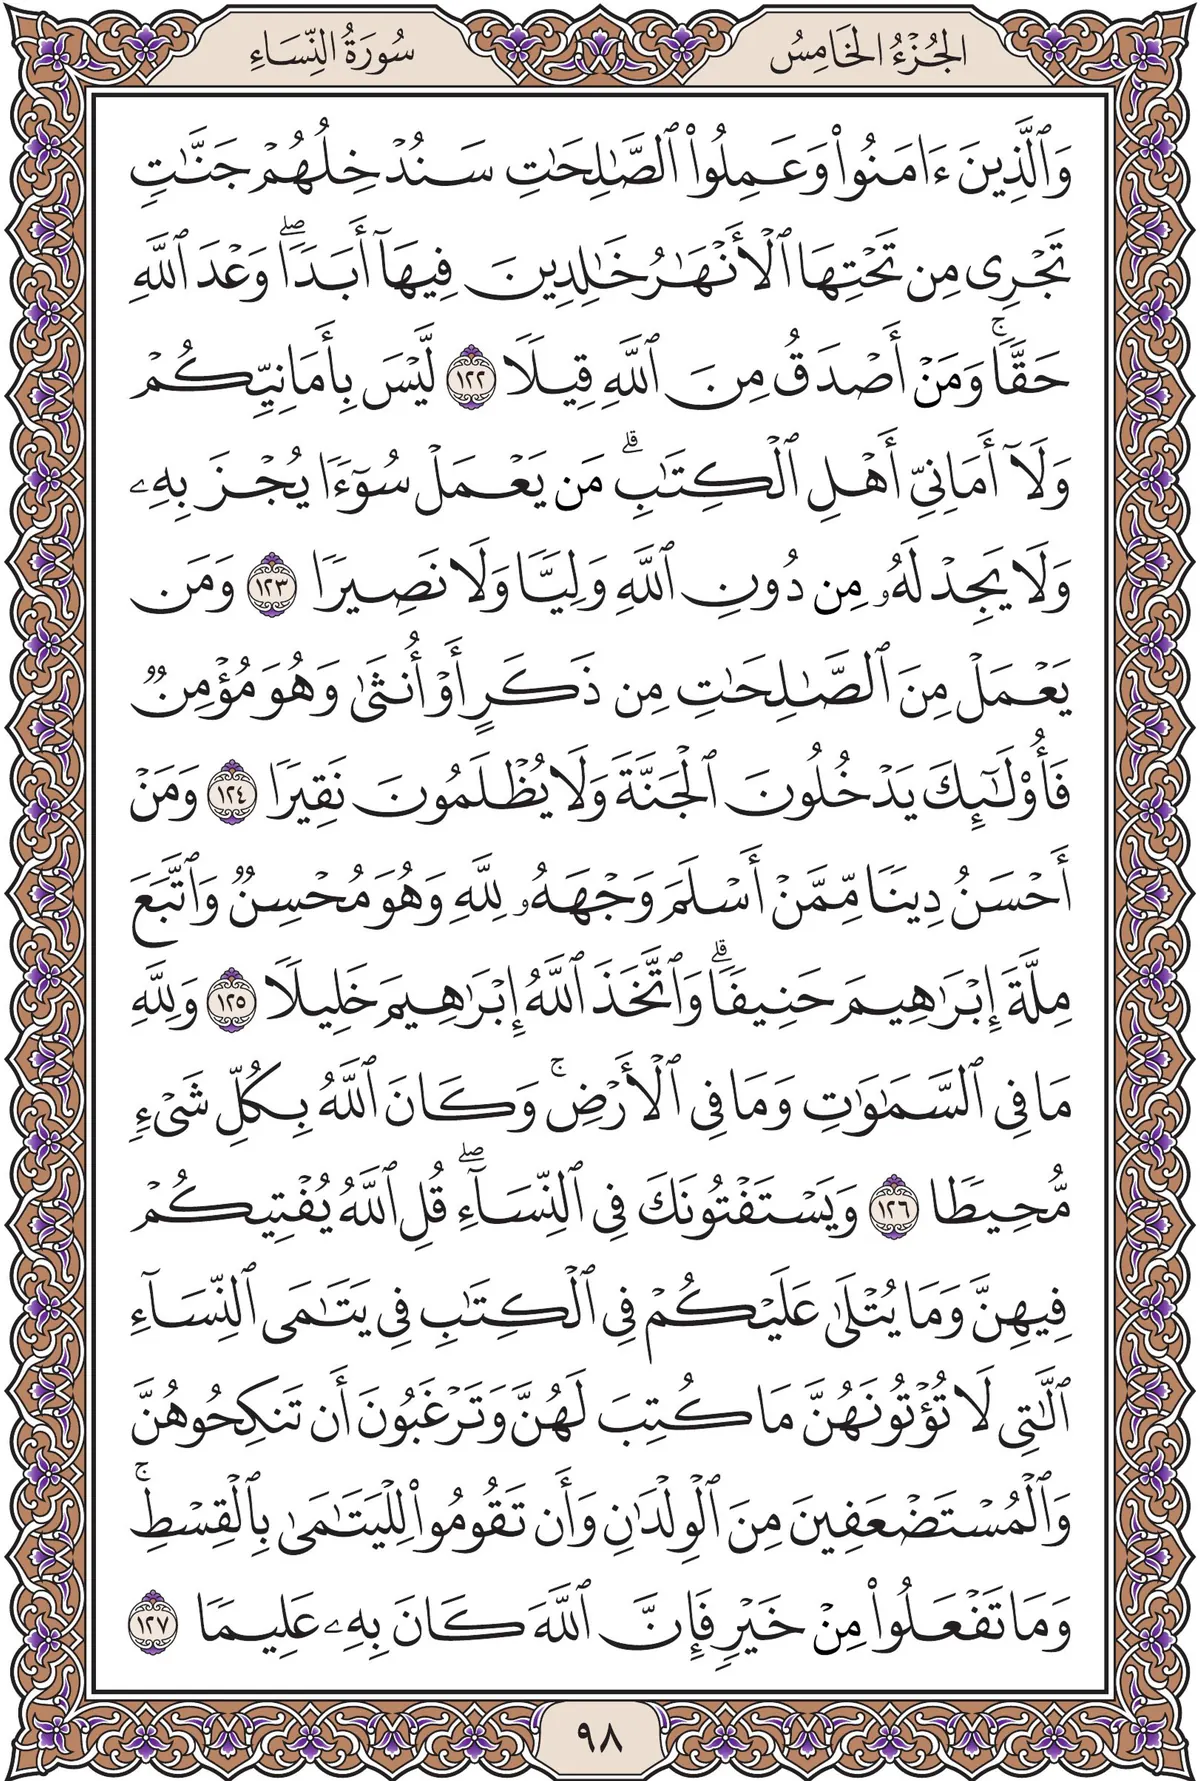 الجُزْءُ الخَامِسُ
سُورَةُ النِّسَاءِ
وَٱلَّذِينَ ءَامَنُوا۟ وَعَمِلُوا۟ ٱلصَّـٰلِحَـٰتِ سَنُدْخِلُهُمْ جَنَّـٰتٍ
تَجْرِى مِن تَحْتِهَا ٱلْأَنْهَـٰرُ خَـٰلِدِينَ فِيهَآ أَبَدًا ۖ وَعْدَ ٱللَّهِ
حَقًّا ۚ وَمَنْ أَصْدَقُ مِنَ ٱللَّهِ قِيلًا ١٢٢ لَّيْسَ بِأَمَانِيِّكُمْ
وَلَآ أَمَانِىِّ أَهْلِ ٱلْكِتَـٰبِ ۗ مَن يَعْمَلْ سُوٓءًا يُجْزَ بِهِۦ
وَلَا يَجِدْ لَهُۥ مِن دُونِ ٱللَّهِ وَلِيًّا وَلَا نَصِيرًا ١٢٣ وَمَن
يَعْمَلْ مِنَ ٱلصَّـٰلِحَـٰتِ مِن ذَكَرٍ أَوْ أُنثَىٰ وَهُوَ مُؤْمِنٌ
فَأُو۟لَـٰٓئِكَ يَدْخُلُونَ ٱلْجَنَّةَ وَلَا يُظْلَمُونَ نَقِيرًا ١٢٤ وَمَنْ
أَحْسَنُ دِينًا مِّمَّنْ أَسْلَمَ وَجْهَهُۥ لِلَّهِ وَهُوَ مُحْسِنٌ وَٱتَّبَعَ
مِلَّةَ إِبْرَٰهِيمَ حَنِيفًا ۗ وَٱتَّخَذَ ٱللَّهُ إِبْرَٰهِيمَ خَلِيلًا ١٢٥ وَلِلَّهِ
مَا فِى ٱلسَّمَـٰوَٰتِ وَمَا فِى ٱلْأَرْضِ ۚ وَكَانَ ٱللَّهُ بِكُلِّ شَىْءٍ
مُّحِيطًا ١٢٦ وَيَسْتَفْتُونَكَ فِى ٱلنِّسَآءِ ۖ قُلِ ٱللَّهُ يُفْتِيكُمْ
فِيهِنَّ وَمَا يُتْلَىٰ عَلَيْكُمْ فِى ٱلْكِتَـٰبِ فِى يَتَـٰمَى ٱلنِّسَآءِ
ٱلَّـٰتِى لَا تُؤْتُونَهُنَّ مَا كُتِبَ لَهُنَّ وَتَرْغَبُونَ أَن تَنكِحُوهُنَّ
وَٱلْمُسْتَضْعَفِينَ مِنَ ٱلْوِلْدَٰنِ وَأَن تَقُومُوا۟ لِلْيَتَـٰمَىٰ بِٱلْقِسْطِ ۚ
وَمَا تَفْعَلُوا۟ مِنْ خَيْرٍ فَإِنَّ ٱللَّهَ كَانَ بِهِۦ عَلِيمًا ١٢٧
٩٨